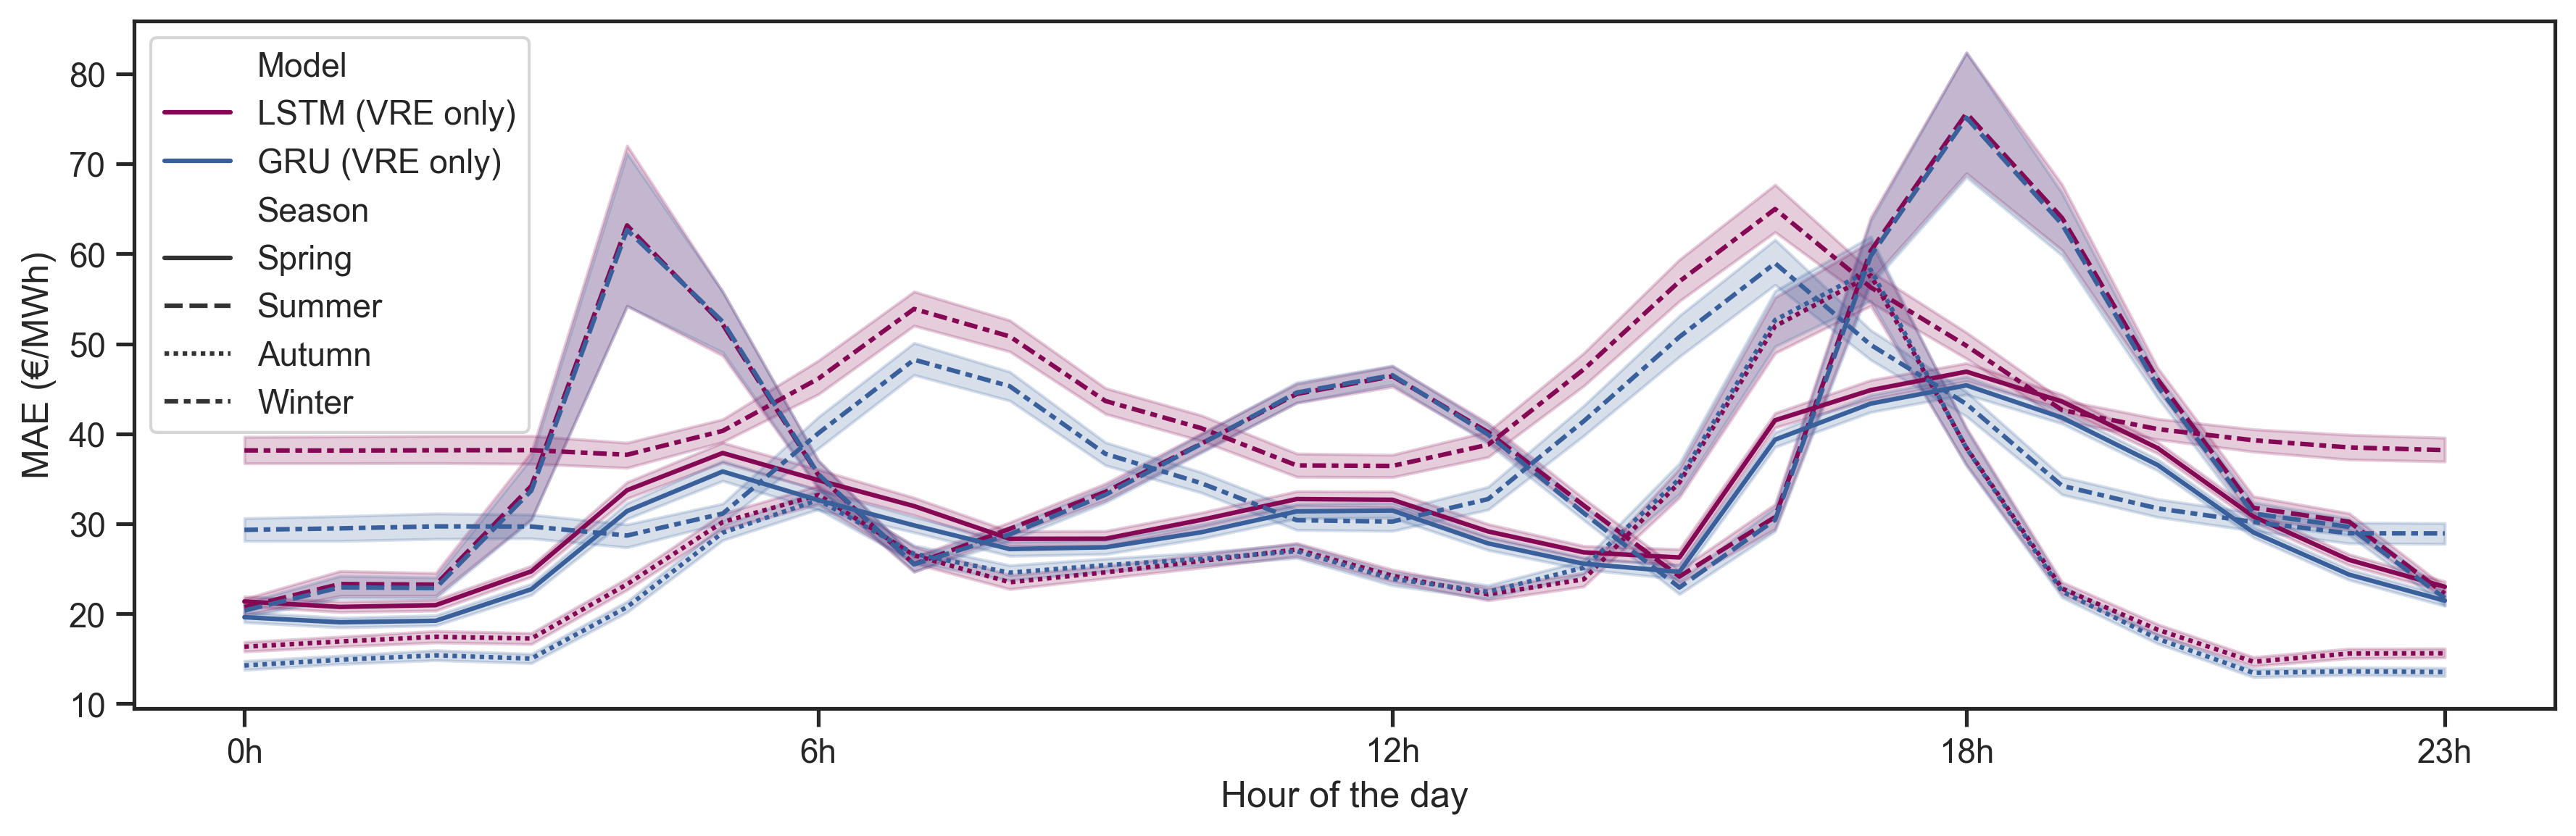 Model
LSTM (VRE only)
GRU (VRE only)
Season
Spring
Summer
Autumn
Winter
MAE (€/MWh)
80
70
60
50
40
30
20
10
0h 6h 12h 18h 23h
Hour of the day